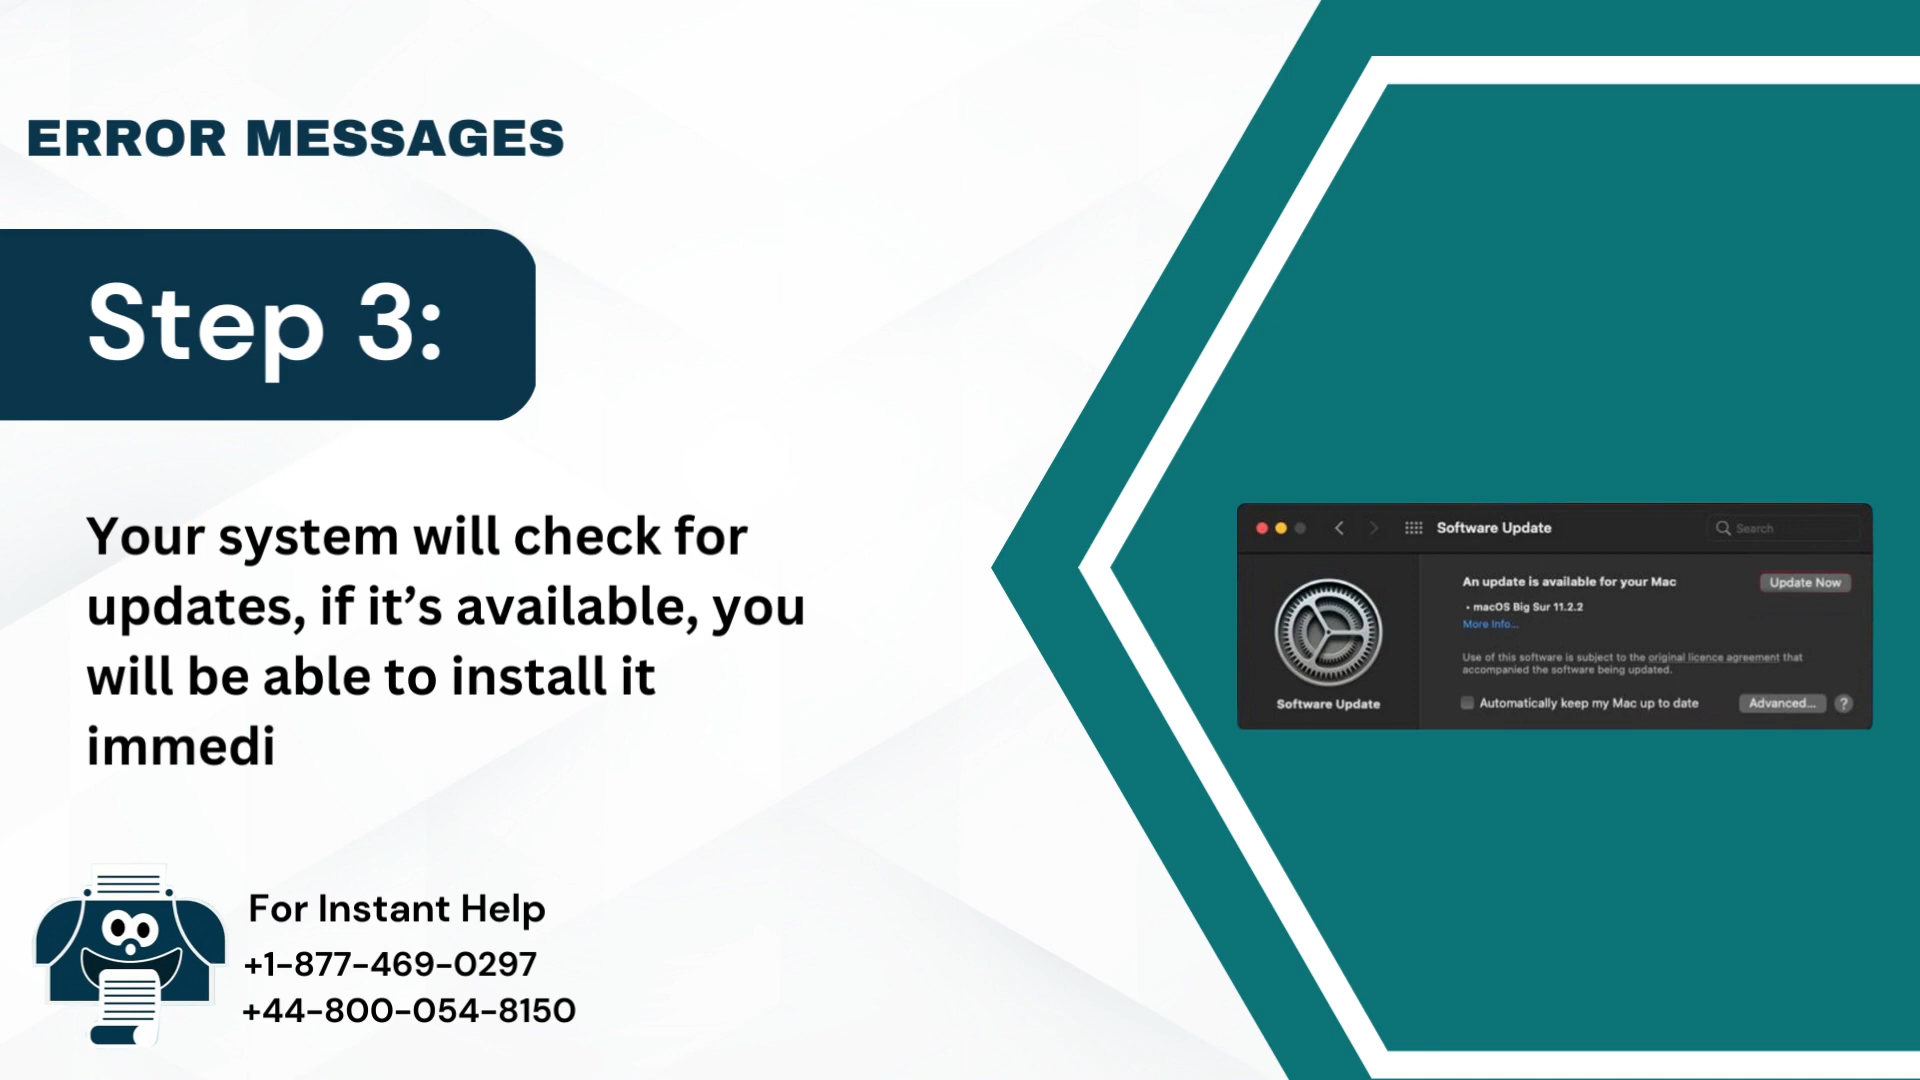 ERROR MESSAGES
Step 3:
Your system will check for
updates, if it’s available, you
will be able to install it
immedi
For Instant Help
+1-877-469-0297
+44-800-054-8150
Software Update
Search
Software Update
An update is available for your Mac
Update Now
• macOS Big Sur 11.2.2
More Info...
Use of this software is subject to the original licence agreement that
accompanied the software being updated.
Automatically keep my Mac up to date
Advanced...
?